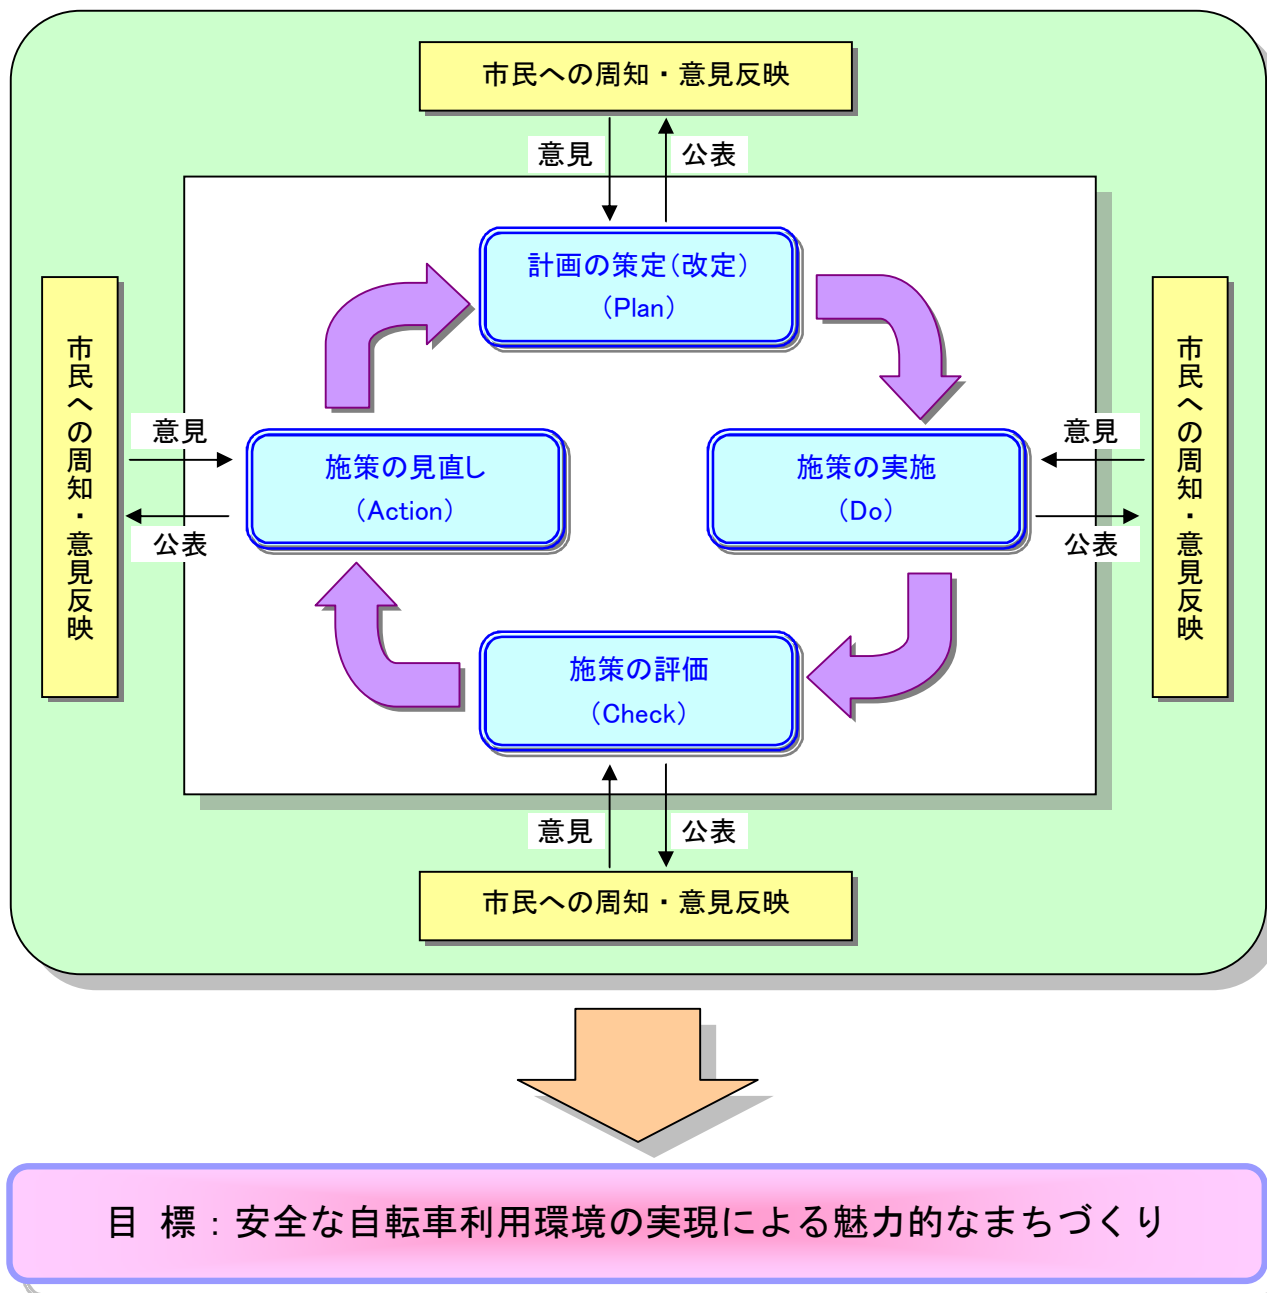 市民への周知・意見反映
意見
公表
計画の策定（改定）
（Plan）
市民への周知・意見反映
意見
公表
施策の見直し
（Action）
施策の実施
（Do）
意見
公表
市民への周知・意見反映
施策の評価
（Check）
意見
公表
市民への周知・意見反映
目 標：安全な自転車利用環境の実現による魅力的なまちづくり